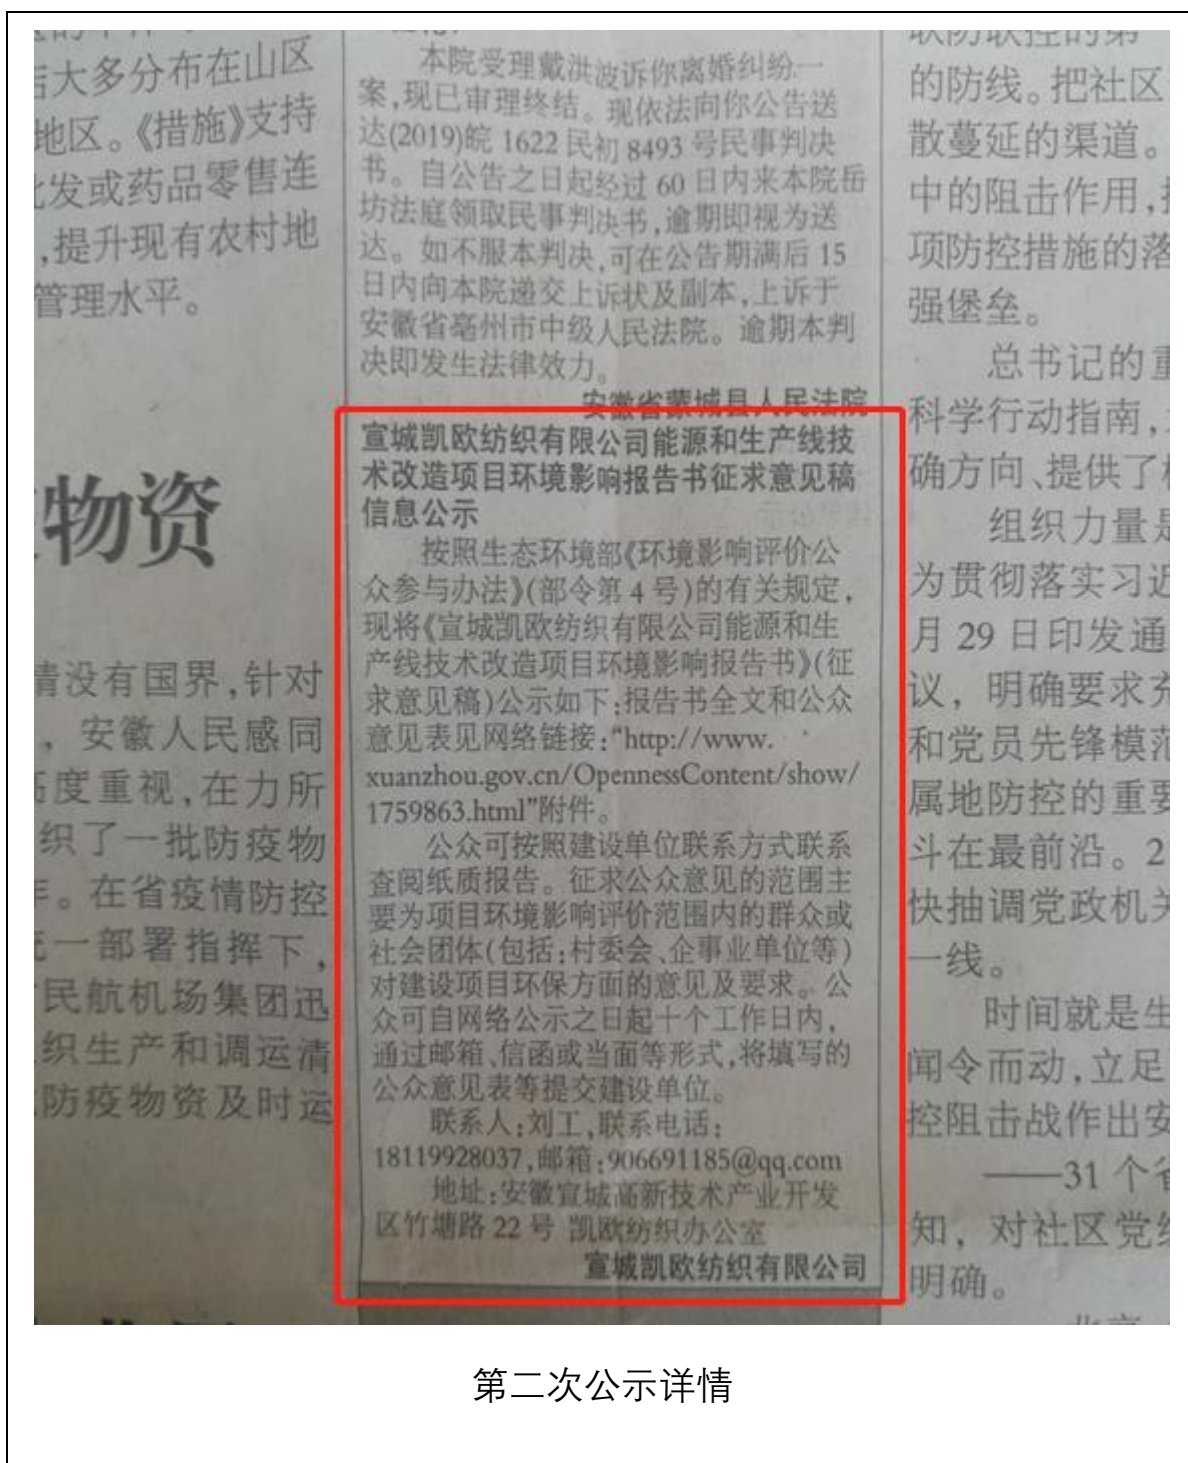 后大多分布在山区
地区。《措施》支持
批发或药品零售连
,提升现有农村地
管理水平。
物资
情没有国界,针对
,安徽人民感同
高度重视,在力所
织了一批防疫物
。在省疫情防控
统一部署指挥下,
民航机场集团迅
织生产和调运清
防疫物资及时运
本院受理戴洪波诉你离婚纠纷一
案,现已审理终结。现依法向你公告送
达(2019)皖 1622 民初 8493 号民事判决
书。自公告之日起经过 60 日内来本院岳
坊法庭领取民事判决书,逾期即视为送
达。如不服本判决,可在公告期满后 15
日内向本院递交上诉状及副本,上诉于
安徽省亳州市中级人民法院。逾期本判
决即发生法律效力。
安徽省蒙城县人民法院
宣城凯欧纺织有限公司能源和生产线技
术改造项目环境影响报告书征求意见稿
信息公示
按照生态环境部《环境影响评价公
众参与办法》(部令第 4 号)的有关规定,
现将《宣城凯欧纺织有限公司能源和生
产线技术改造项目环境影响报告书》(征
求意见稿)公示如下:报告书全文和公众
意见表见网络链接:“http://www.
xuanzhou.gov.cn/OpennessContent/show/
1759863.html”附件。
公众可按照建设单位联系方式联系
查阅纸质报告。征求公众意见的范围主
要为项目环境影响评价范围内的群众或
社会团体(包括:村委会、企事业单位等)
对建设项目环保方面的意见及要求。公
众可自网络公示之日起十个工作日内,
通过邮箱、信函或当面等形式,将填写的
公众意见表等提交建设单位。
联系人:刘工,联系电话:
18119928037,邮箱:906691185@qq.com
地址:安徽宣城高新技术产业开发
区竹塘路 22 号 凯欧纺织办公室
宣城凯欧纺织有限公司
联防联控的第
的防线。把社区
散蔓延的渠道。
中的阻击作用,
项防控措施的落
强堡垒。
总书记的重
科学行动指南,
确方向、提供了
组织力量是
为贯彻落实习近
月 29 日印发通
议,明确要求充
和党员先锋模范
属地防控的重要
斗在最前沿。2
快抽调党政机关
一线。
时间就是生
闻令而动,立足
控阻击战作出安
——31 个省
知,对社区党组
明确。
第二次公示详情